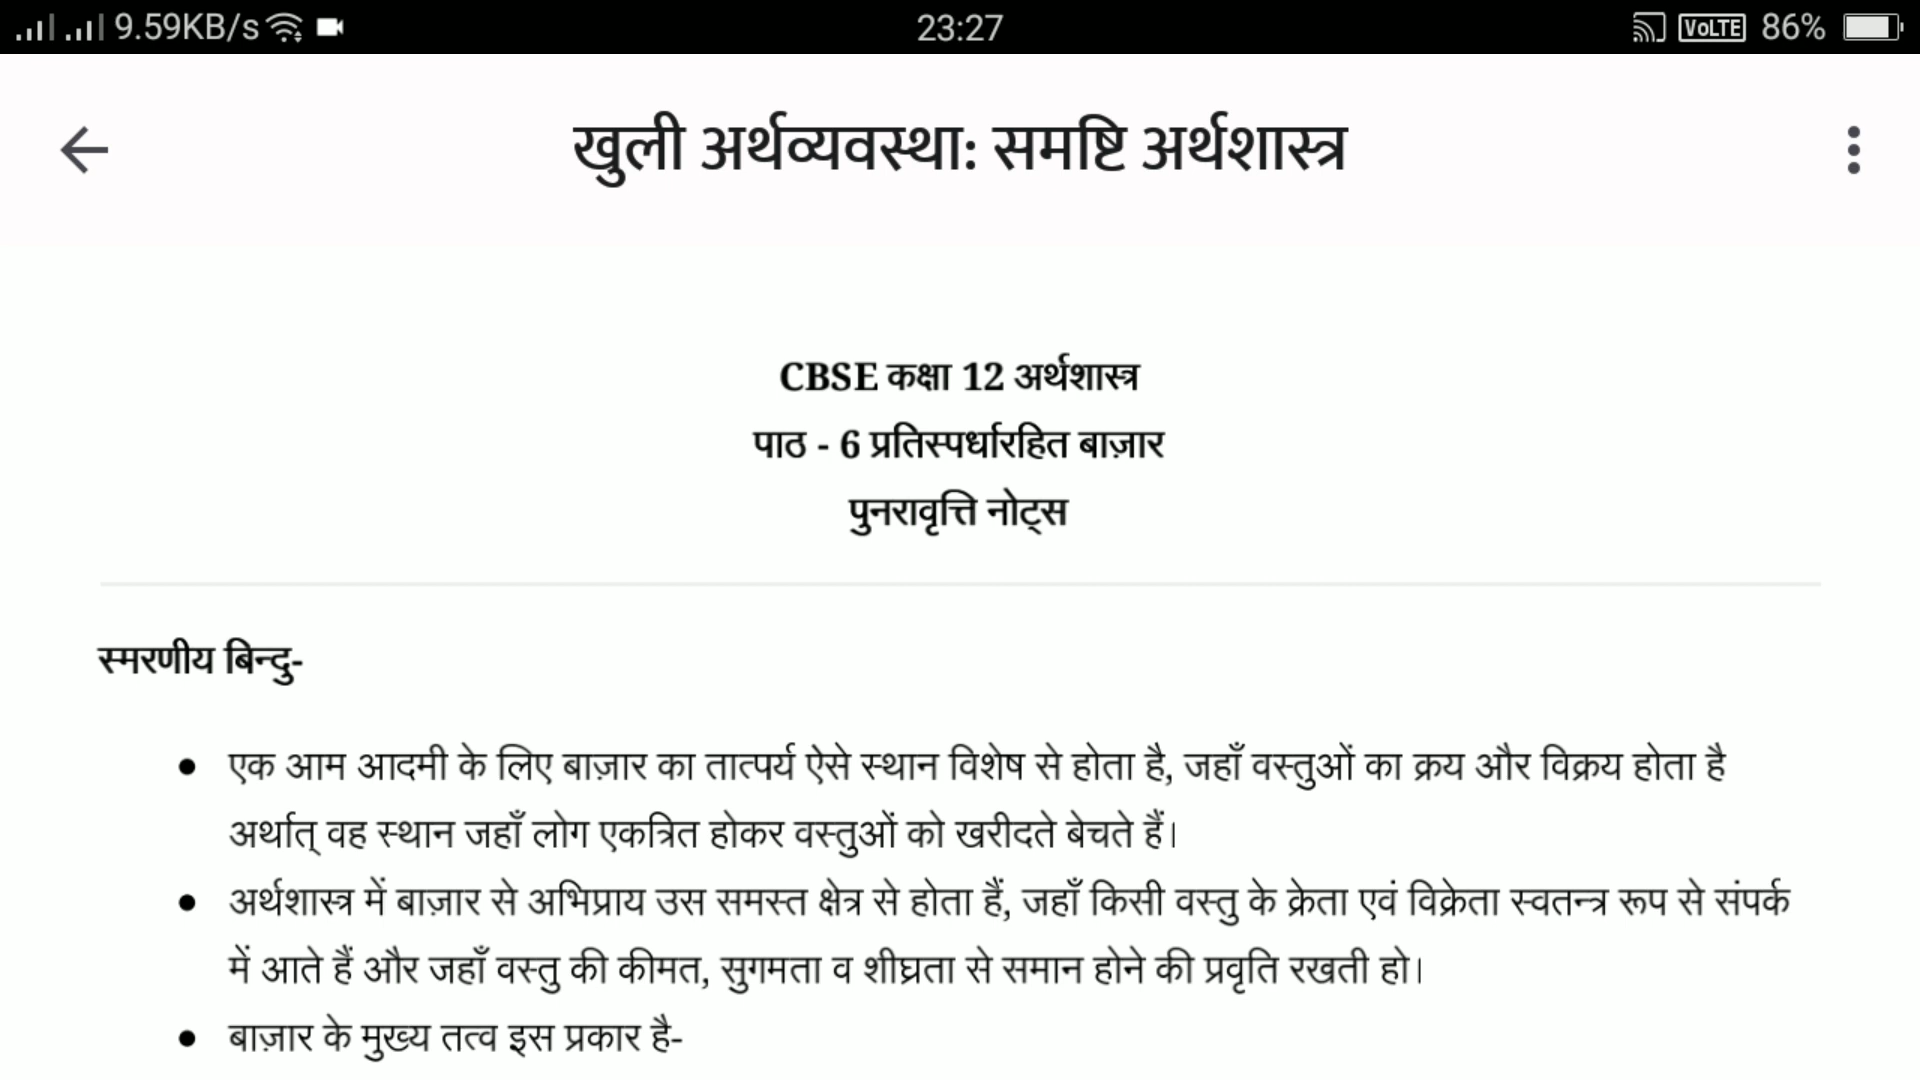 9.59KB/s 23:27 VoLTE 86%
खुली अर्थव्यवस्था: समष्टि अर्थशास्त्र
CBSE कक्षा 12 अर्थशास्त्र
पाठ - 6 प्रतिस्पर्धारहित बाज़ार
पुनरावृत्ति नोट्स
स्मरणीय बिन्दु-
● एक आम आदमी के लिए बाज़ार का तात्पर्य ऐसे स्थान विशेष से होता है, जहाँ वस्तुओं का क्रय और विक्रय होता है
अर्थात् वह स्थान जहाँ लोग एकत्रित होकर वस्तुओं को खरीदते बेचते हैं।
● अर्थशास्त्र में बाज़ार से अभिप्राय उस समस्त क्षेत्र से होता हैं, जहाँ किसी वस्तु के क्रेता एवं विक्रेता स्वतन्त्र रूप से संपर्क
में आते हैं और जहाँ वस्तु की कीमत, सुगमता व शीघ्रता से समान होने की प्रवृति रखती हो।
● बाज़ार के मुख्य तत्व इस प्रकार है-